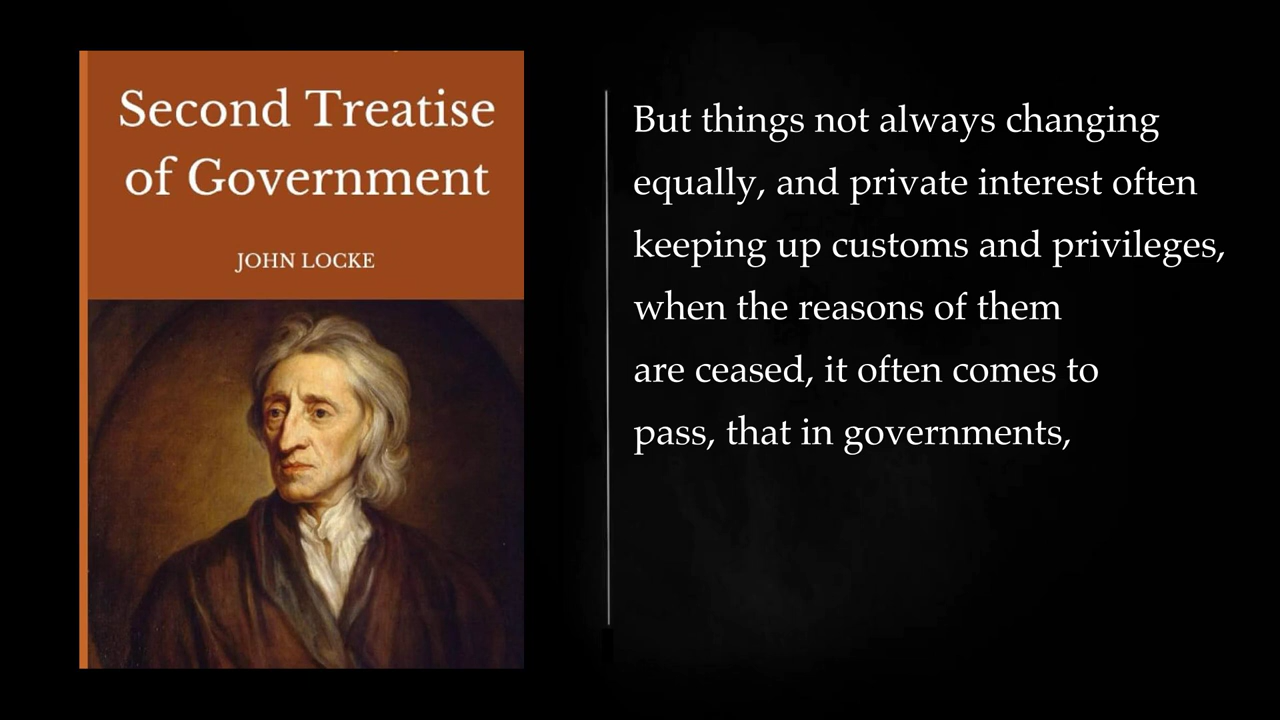 Second Treatise
of Government
JOHN LOCKE
But things not always changing
equally, and private interest often
keeping up customs and privileges,
when the reasons of them
are ceased, it often comes to
pass, that in governments,